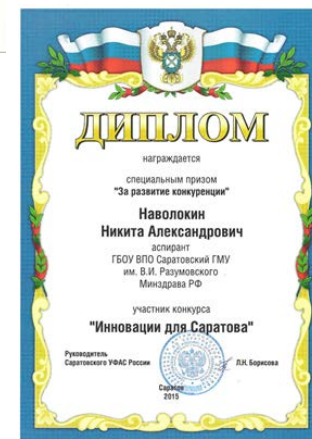 ДИПЛОМ
награждается
специальным призом
"За развитие конкуренции"
Наволокин
Никита Александрович
аспирант
ГБОУ ВПО Саратовский ГМУ
им. В.И. Разумовского
Минздрава РФ
участник конкурса
"Инновации для Саратова"
Руководитель
Саратовского УФАС России
Л.Н. Борисова
Саратов
2015